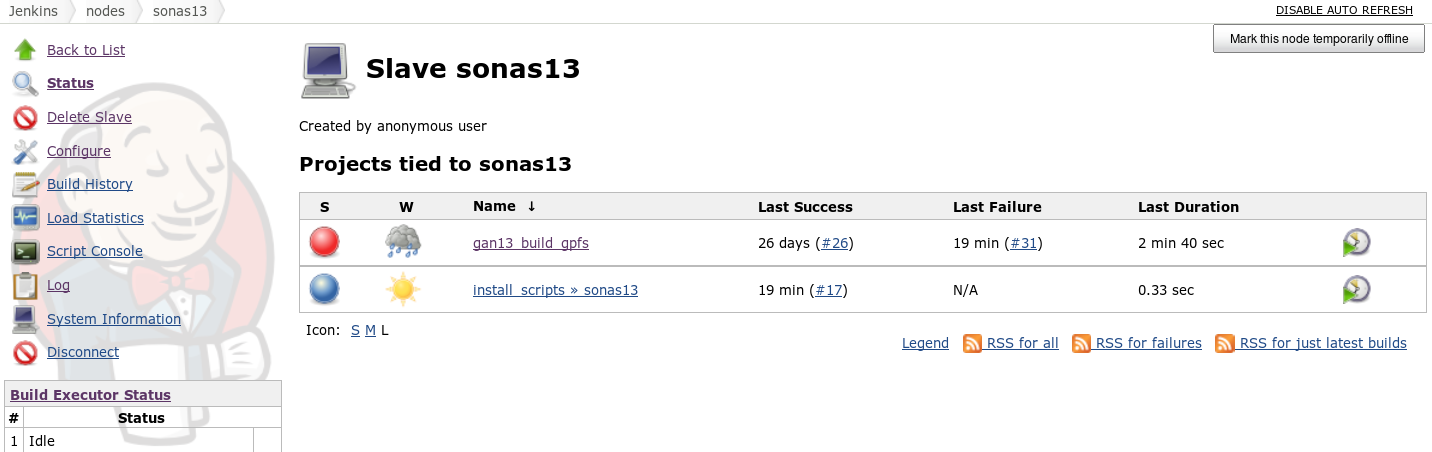 Jenkins nodes sonas13
DISABLE AUTO REFRESH
Mark this node temporarily offline
Back to List
Status
Delete Slave
Configure
Build History
Load Statistics
Script Console
Log
System Information
Disconnect
Build Executor Status
# Status
1 Idle
Slave sonas13
Created by anonymous user
Projects tied to sonas13
S W Name ↓ Last Success Last Failure Last Duration
gan13_build_gpfs 26 days (#26) 19 min (#31) 2 min 40 sec
install_scripts » sonas13 19 min (#17) N/A 0.33 sec
Icon: S M L
Legend RSS for all RSS for failures RSS for just latest builds